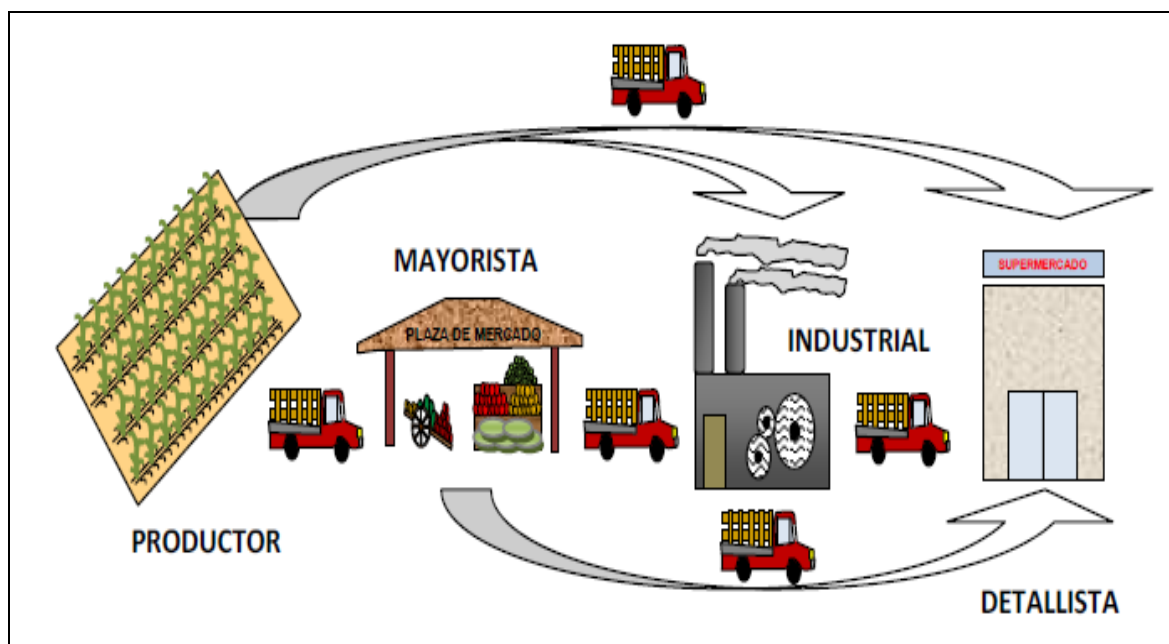 SUPERMERCADO
MAYORISTA
PLAZA DE MERCADO
INDUSTRIAL
PRODUCTOR
DETALLISTA